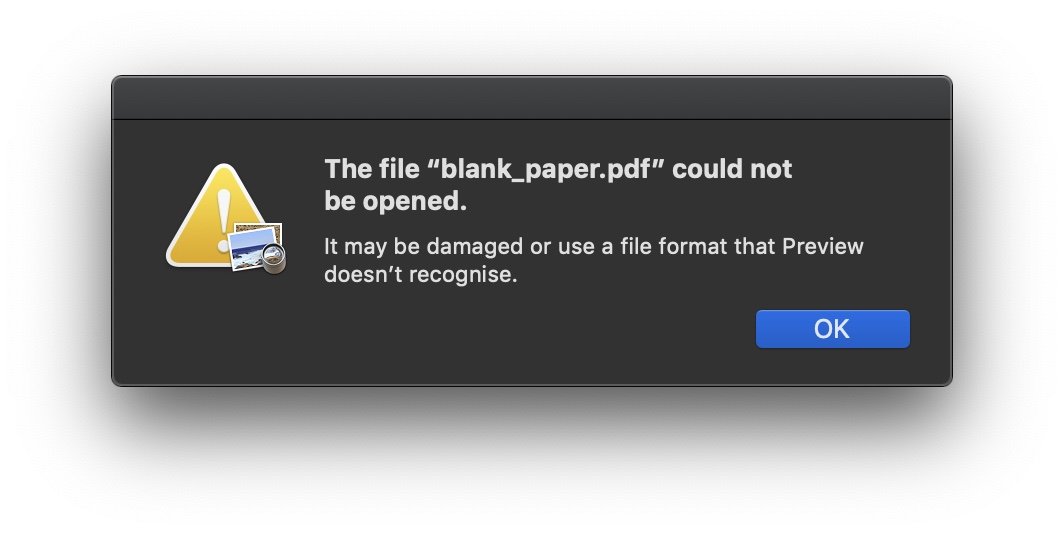 The file “blank_paper.pdf” could not
be opened.
It may be damaged or use a file format that Preview
doesn’t recognise.
OK